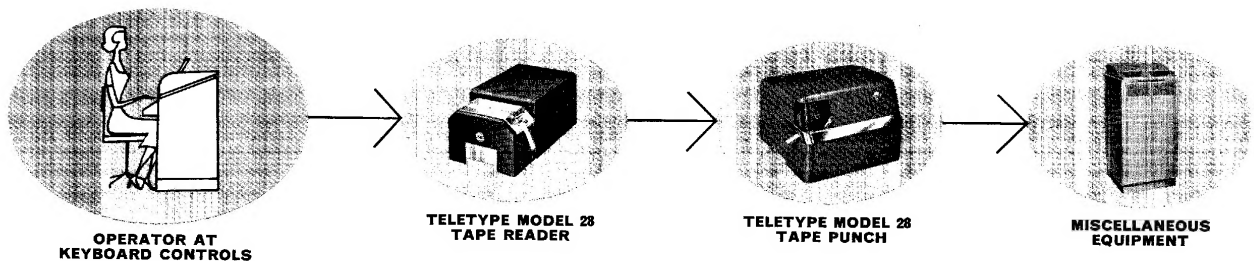 OPERATOR AT
KEYBOARD CONTROLS
TELETYPE MODEL 28
TAPE READER
TELETYPE MODEL 28
TAPE PUNCH
MISCELLANEOUS
EQUIPMENT